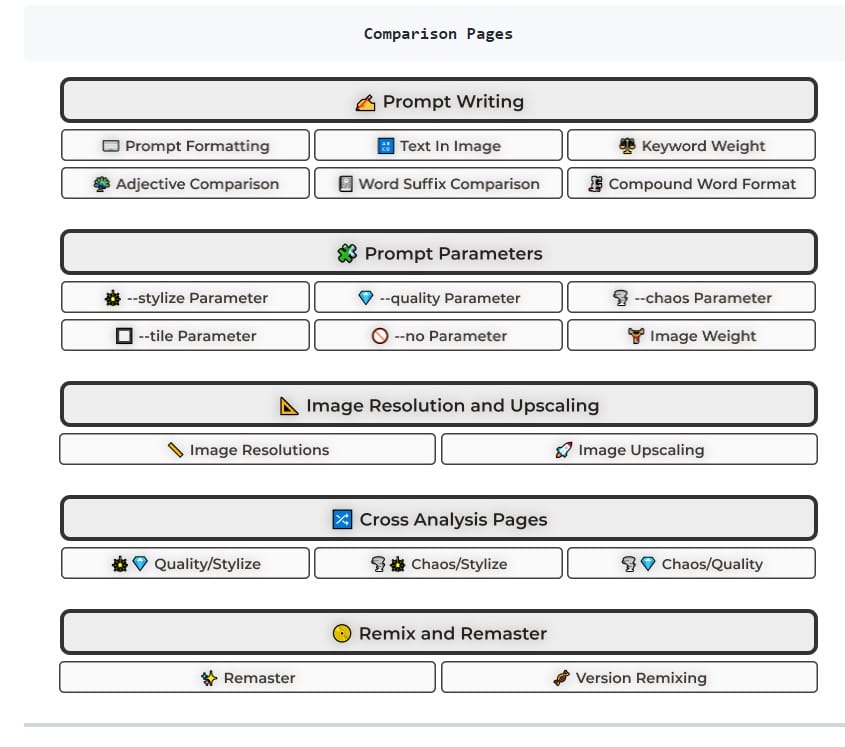 Comparison Pages
Prompt Writing
Prompt Formatting
Text In Image
Keyword Weight
Adjective Comparison
Word Suffix Comparison
Compound Word Format
Prompt Parameters
--stylize Parameter
--quality Parameter
--chaos Parameter
--tile Parameter
--no Parameter
Image Weight
Image Resolution and Upscaling
Image Resolutions
Image Upscaling
Cross Analysis Pages
Quality/Stylize
Chaos/Stylize
Chaos/Quality
Remix and Remaster
Remaster
Version Remixing